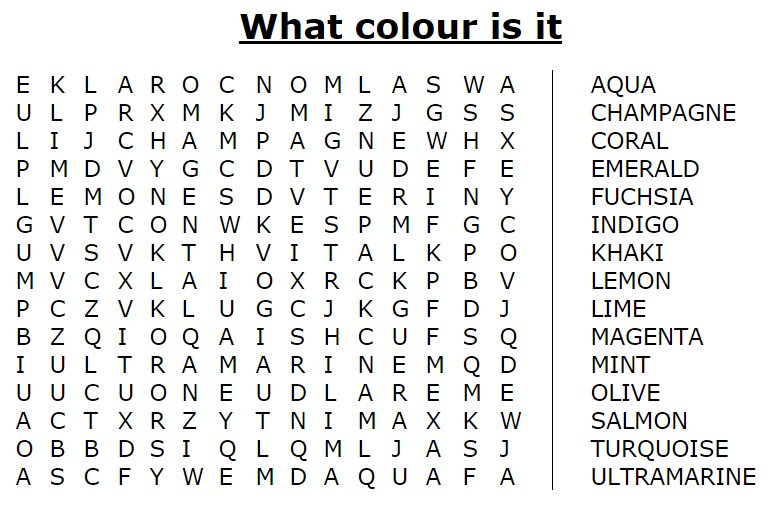 What colour is it
E K L A R O C N O M L A S W A AQUA
U L P R X M K J M I Z J G S S CHAMPAGNE
L I J C H A M P A G N E W H X CORAL
P M D V Y G C D T V U D E F E EMERALD
L E M O N E S D V T E R I N Y FUCHSIA
G V T C O N W K E S P M F G C INDIGO
U V S V K T H V I T A L K P O KHAKI
M V C X L A I O X R C K P B V LEMON
P C Z V K L U G C J K G F D J LIME
B Z Q I O Q A I S H C U F S Q MAGENTA
I U L T R A M A R I N E M Q D MINT
U U C U O N E U D L A R E M E OLIVE
A C T X R Z Y T N I M A X K W SALMON
O B B D S I Q L Q M L J A S J TURQUOISE
A S C F Y W E M D A Q U A F A ULTRAMARINE